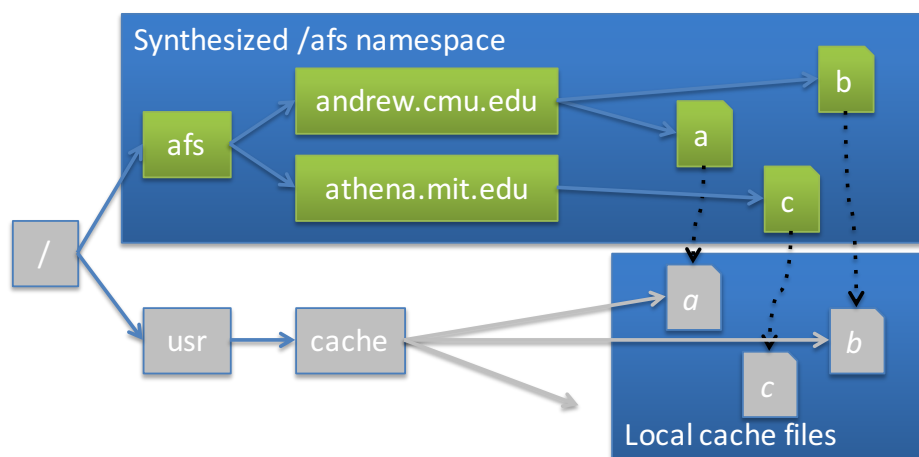 Synthesized /afs namespace
andrew.cmu.edu
b
a
afs
athena.mit.edu
c
/
a
usr
cache
b
c
Local cache files